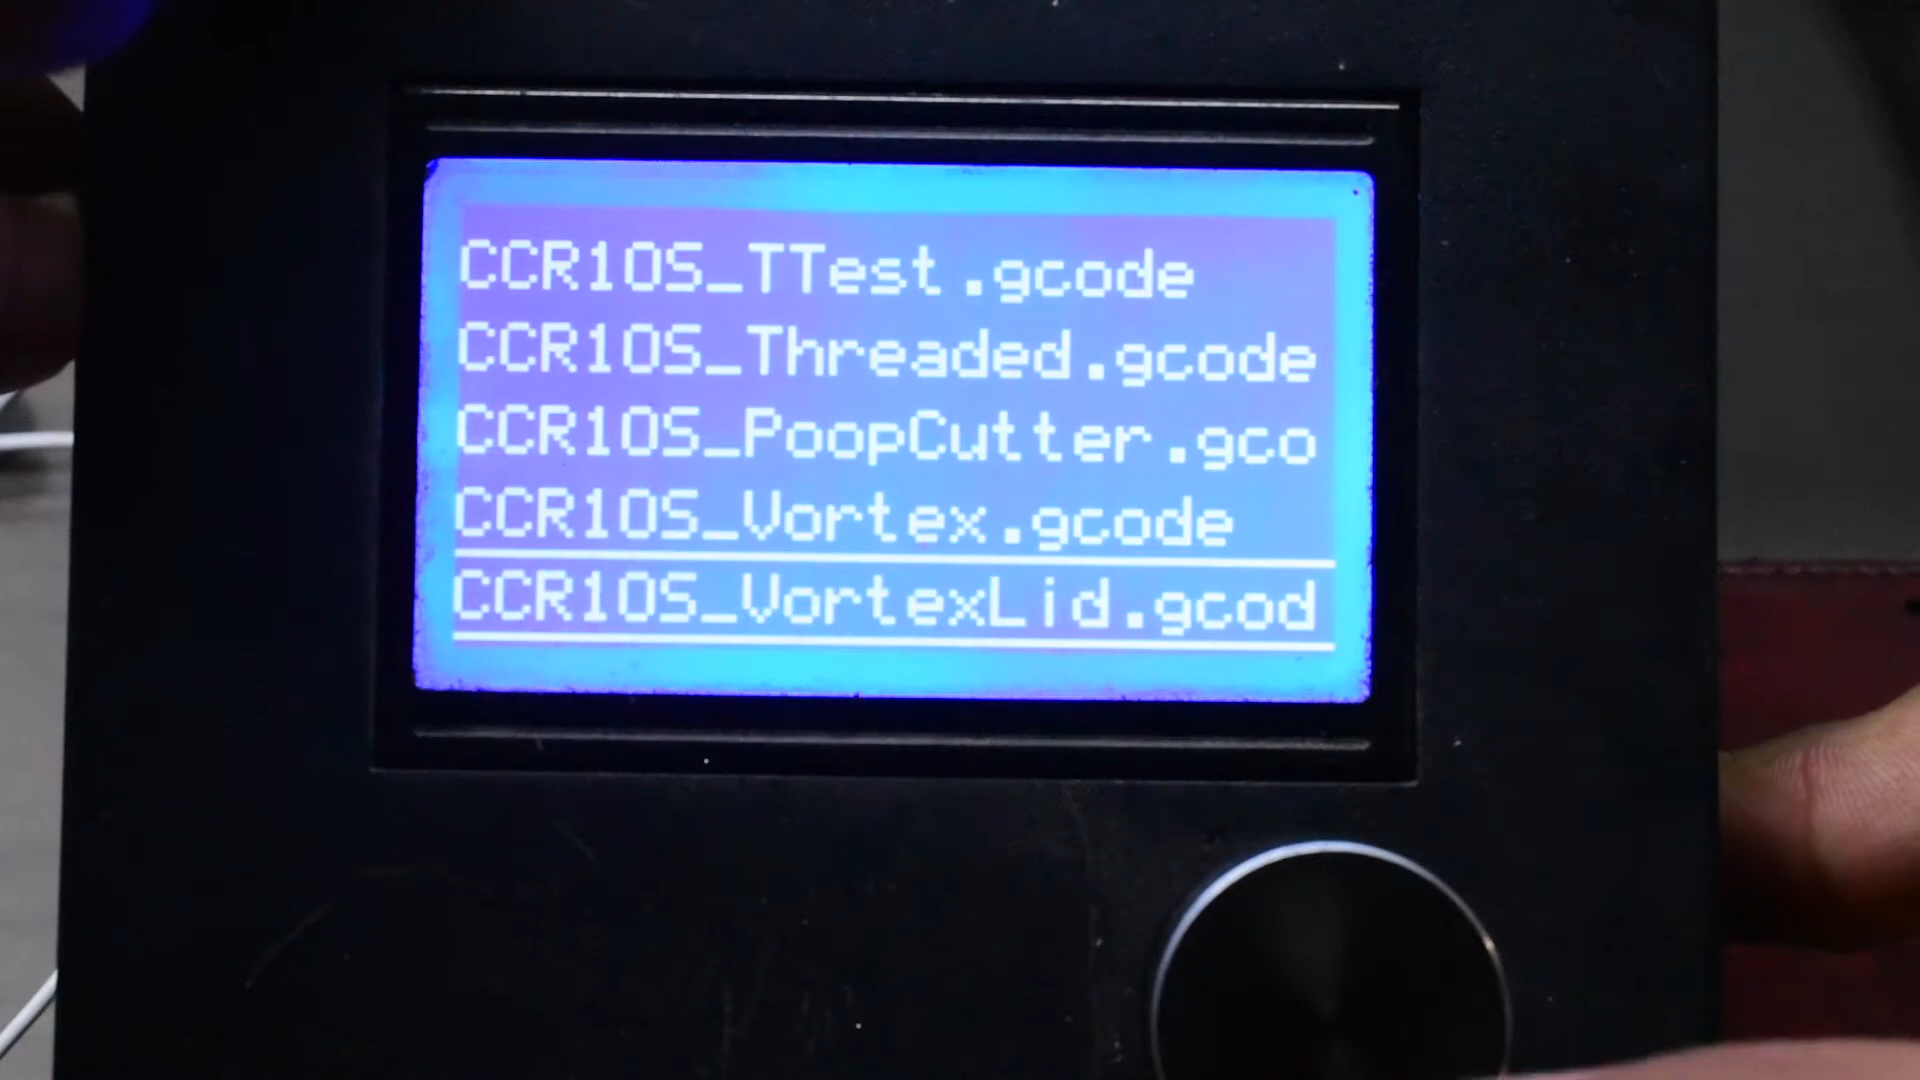 CCR10S_TTest.gcode
CCR10S_Threaded.gcode
CCR10S_PoopCutter.gco
CCR10S_Vortex.gcode
CCR10S_VortexLid.gcod